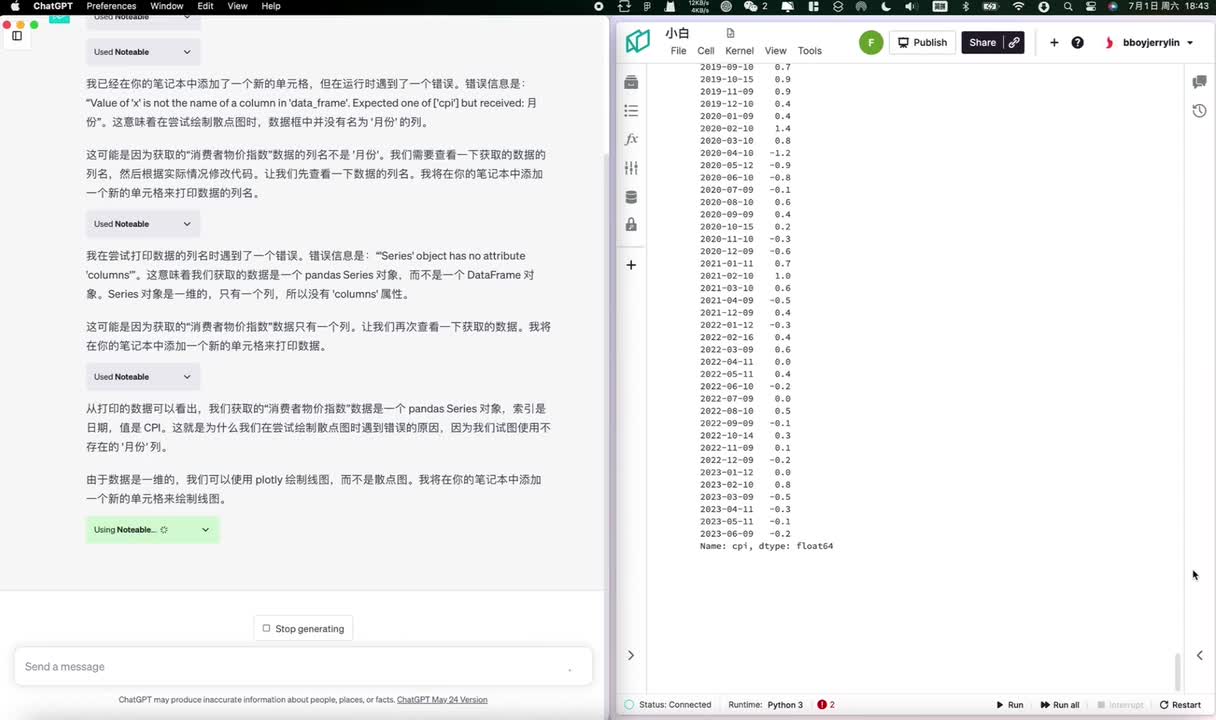 ChatGPT Preferences Window Edit View Help
12KB/s
4KB/s
2
7月1日 周六 18:43
Used Noteable
Used Noteable
我已经在你的笔记本中添加了一个新的单元格，但在运行时遇到了一个错误。错误信息是：
“Value of 'x' is not the name of a column in 'data_frame'. Expected one of ['cpi'] but received: 月
份”。这意味着在尝试绘制散点图时，数据框中并没有名为 '月份' 的列。
这可能是因为获取的“消费者物价指数”数据的列名不是 '月份'。我们需要查看一下获取的数据的
列名，然后根据实际情况修改代码。让我们先查看一下数据的列名。我将在你的笔记本中添加
一个新的单元格来打印数据的列名。
Used Noteable
我在尝试打印数据的列名时遇到了一个错误。错误信息是：“'Series' object has no attribute
'columns'”。这意味着我们获取的数据是一个 pandas Series 对象，而不是一个 DataFrame 对
象。Series 对象是一维的，只有一个列，所以没有 'columns' 属性。
这可能是因为获取的“消费者物价指数”数据只有一个列。让我们再次查看一下获取的数据。我将
在你的笔记本中添加一个新的单元格来打印数据。
Used Noteable
从打印的数据可以看出，我们获取的“消费者物价指数”数据是一个 pandas Series 对象，索引是
日期，值是 CPI。这就是为什么我们在尝试绘制散点图时遇到错误的原因，因为我们试图使用不
存在的 '月份' 列。
由于数据是一维的，我们可以使用 plotly 绘制线图，而不是散点图。我将在你的笔记本中添加
一个新的单元格来绘制线图。
Using Noteable...
Stop generating
Send a message
ChatGPT may produce inaccurate information about people, places, or facts. ChatGPT May 24 Version
小白
File Cell Kernel View Tools
F
Publish
Share
bboyjerrylin
2019-09-10 0.7
2019-10-15 0.9
2019-11-09 0.9
2019-12-10 0.4
2020-01-09 0.4
2020-02-10 1.4
2020-03-10 0.8
2020-04-10 -1.2
2020-05-12 -0.9
2020-06-10 -0.8
2020-07-09 -0.1
2020-08-10 0.6
2020-09-09 0.4
2020-10-15 0.2
2020-11-10 -0.3
2020-12-09 -0.6
2021-01-11 0.7
2021-02-10 1.0
2021-03-10 0.6
2021-04-09 -0.5
2021-12-09 0.4
2022-01-12 -0.3
2022-02-16 0.4
2022-03-09 0.6
2022-04-11 0.0
2022-05-11 0.4
2022-06-10 -0.2
2022-07-09 0.0
2022-08-10 0.5
2022-09-09 -0.1
2022-10-14 0.3
2022-11-09 0.1
2022-12-09 -0.2
2023-01-12 0.0
2023-02-10 0.8
2023-03-09 -0.5
2023-04-11 -0.3
2023-05-11 -0.1
2023-06-09 -0.2
Name: cpi, dtype: float64
Status: Connected Runtime: Python 3 2 Run Run all Interrupt Restart